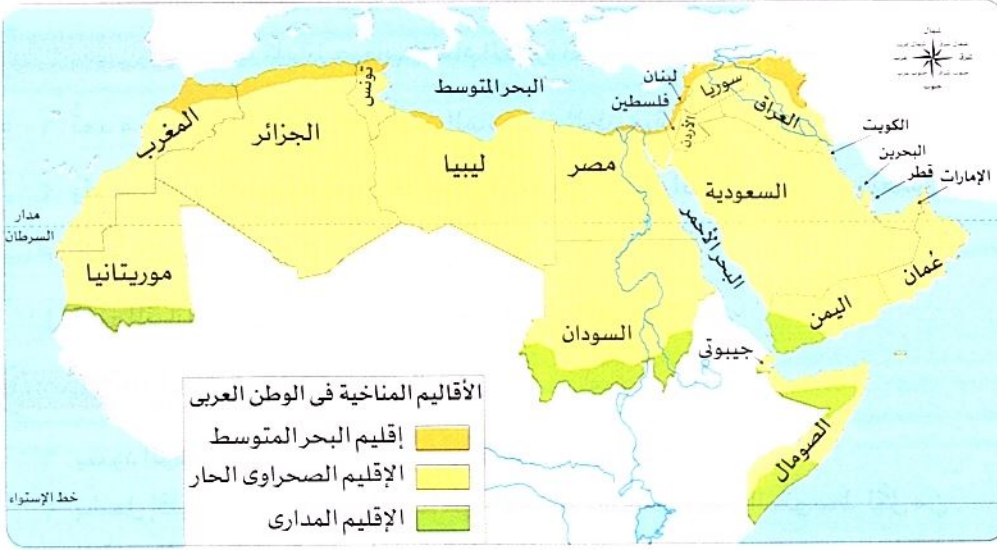 شمال
البحر المتوسط
تونس
لبنان
فلسطين
سوريا
العراق
الأردن
الكويت
البحرين
قطر
الإمارات
المغرب
الجزائر
ليبيا
مصر
السعودية
مدار
السرطان
البحر الأحمر
موريتانيا
عُمان
اليمن
السودان
جيبوتى
الصومال
الأقاليم المناخية فى الوطن العربى
إقليم البحر المتوسط
الإقليم الصحراوى الحار
الإقليم المدارى
خط الإستواء